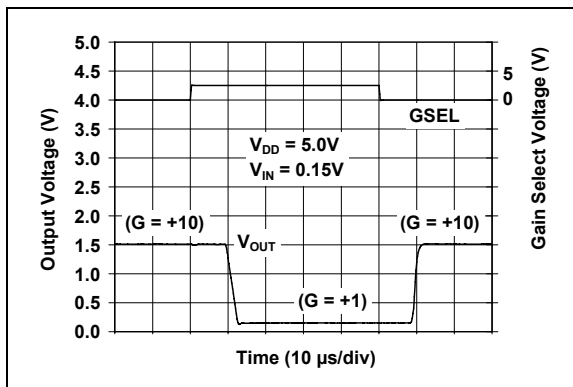 5.0
4.5
4.0
3.5
3.0
2.5
2.0
1.5
1.0
0.5
0.0
Output Voltage (V)
5
0
Gain Select Voltage (V)
GSEL
V_DD = 5.0V
V_IN = 0.15V
(G = +10)
(G = +10)
V_OUT
(G = +1)
Time (10 µs/div)